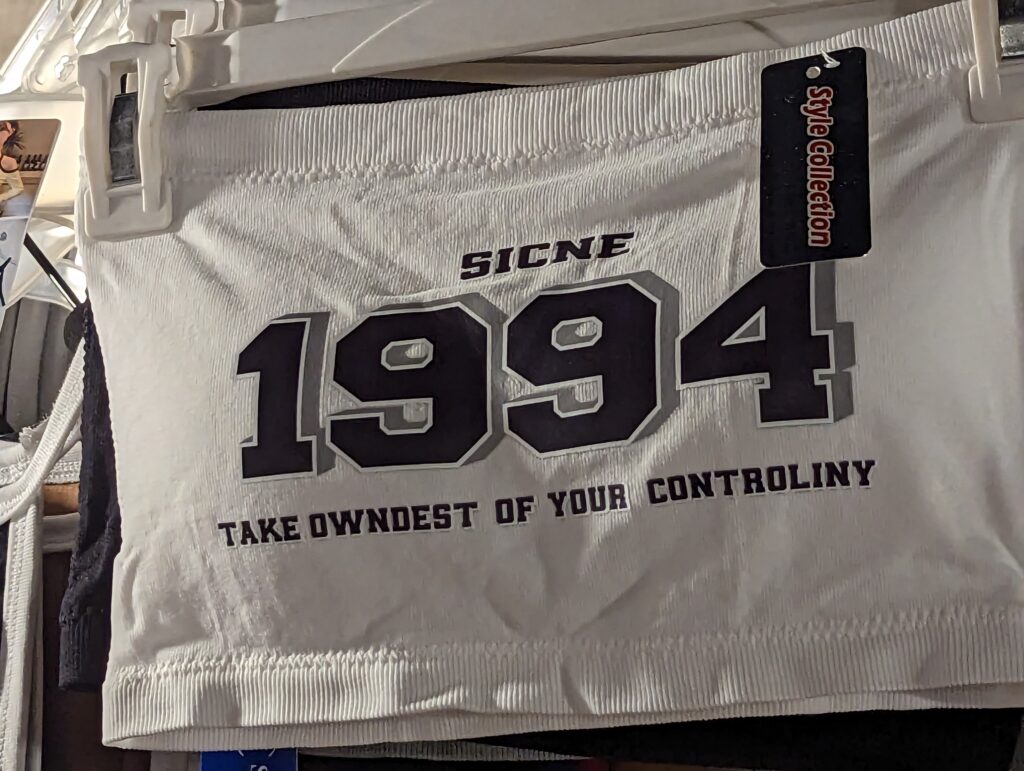 Style Collection
SICNE
1994
TAKE OWNDEST OF YOUR CONTROLINY